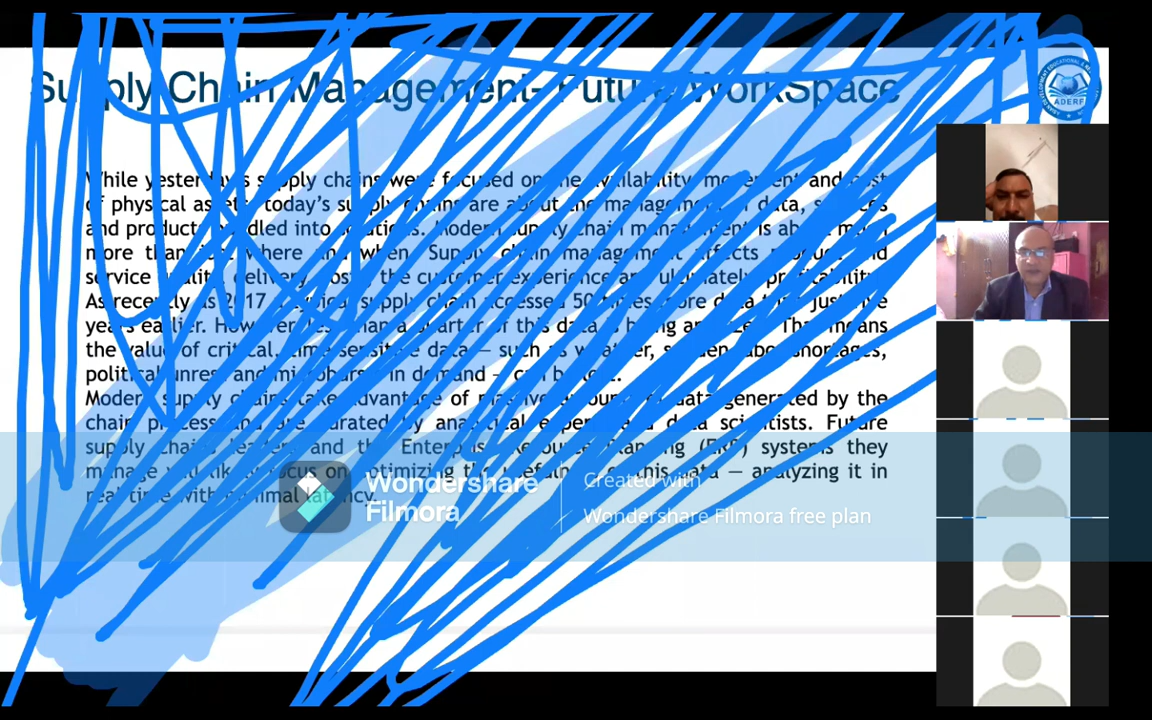 Supply Chain Management- Future WorkSpace
ADERF
While yesterday's supply chains were focused on the availability, movement and cost
of physical assets, today's supply chains are about the management of data, services
and products bundled into solutions. Modern supply chain management is about much
more than just where and when. Supply chain management affects product and
service quality, delivery, costs, the customer experience and ultimately, profitability.
As recently as 2017, a typical supply chain accessed 50 times more data than just five
years earlier. However, less than a quarter of this data is being analyzed. That means
the value of critical, time-sensitive data — such as weather, sudden labor shortages,
political unrest and microbursts in demand — can be lost.
Modern supply chains take advantage of massive amounts of data generated by the
chain process and are curated by analytical experts and data scientists. Future
supply chains leaders and the Enterprise Resource Planning (ERP) systems they
manage will likely focus on optimizing the usefulness of this data — analyzing it in
real time with minimal latency.
Wondershare
Filmora
Created with
Wondershare Filmora free plan